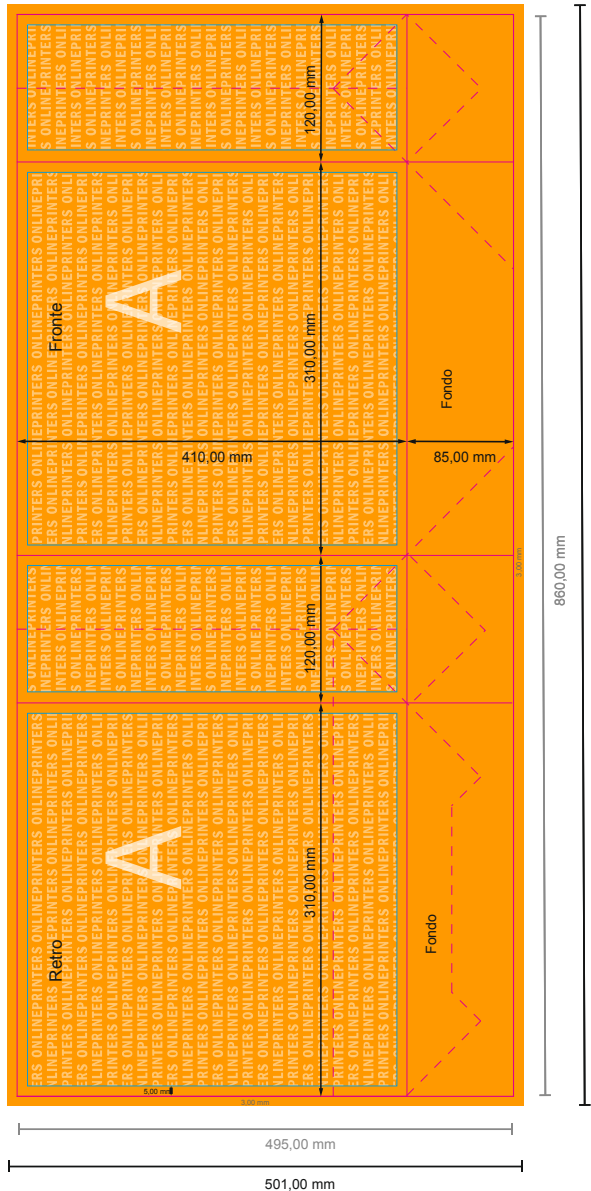 120,00 mm
Fronte
A
310,00 mm
Fondo
410,00 mm
85,00 mm
3,00 mm
860,00 mm
120,00 mm
A
310,00 mm
Retro
Fondo
5,00 mm
3,00 mm
495,00 mm
501,00 mm
ONLINEPRINTERS ONLINEPRINTERS ONLINEPRINTERS